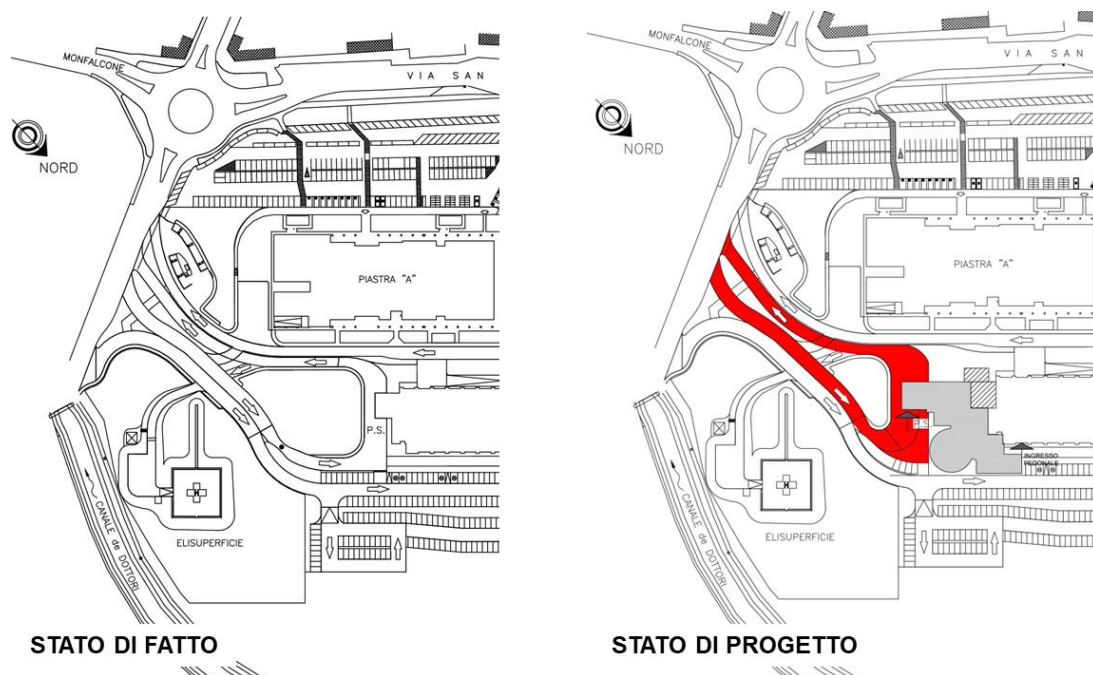 MONFALCONE
VIA SAN
NORD
PIASTRA "A"
P.S.
H
CANALE de DOTTORI
ELISUPERFICIE
STATO DI FATTO
MONFALCONE
VIA SAN
NORD
PIASTRA "A"
P.S.
INGRESSO
PEDONALE
H
CANALE de DOTTORI
ELISUPERFICIE
STATO DI PROGETTO